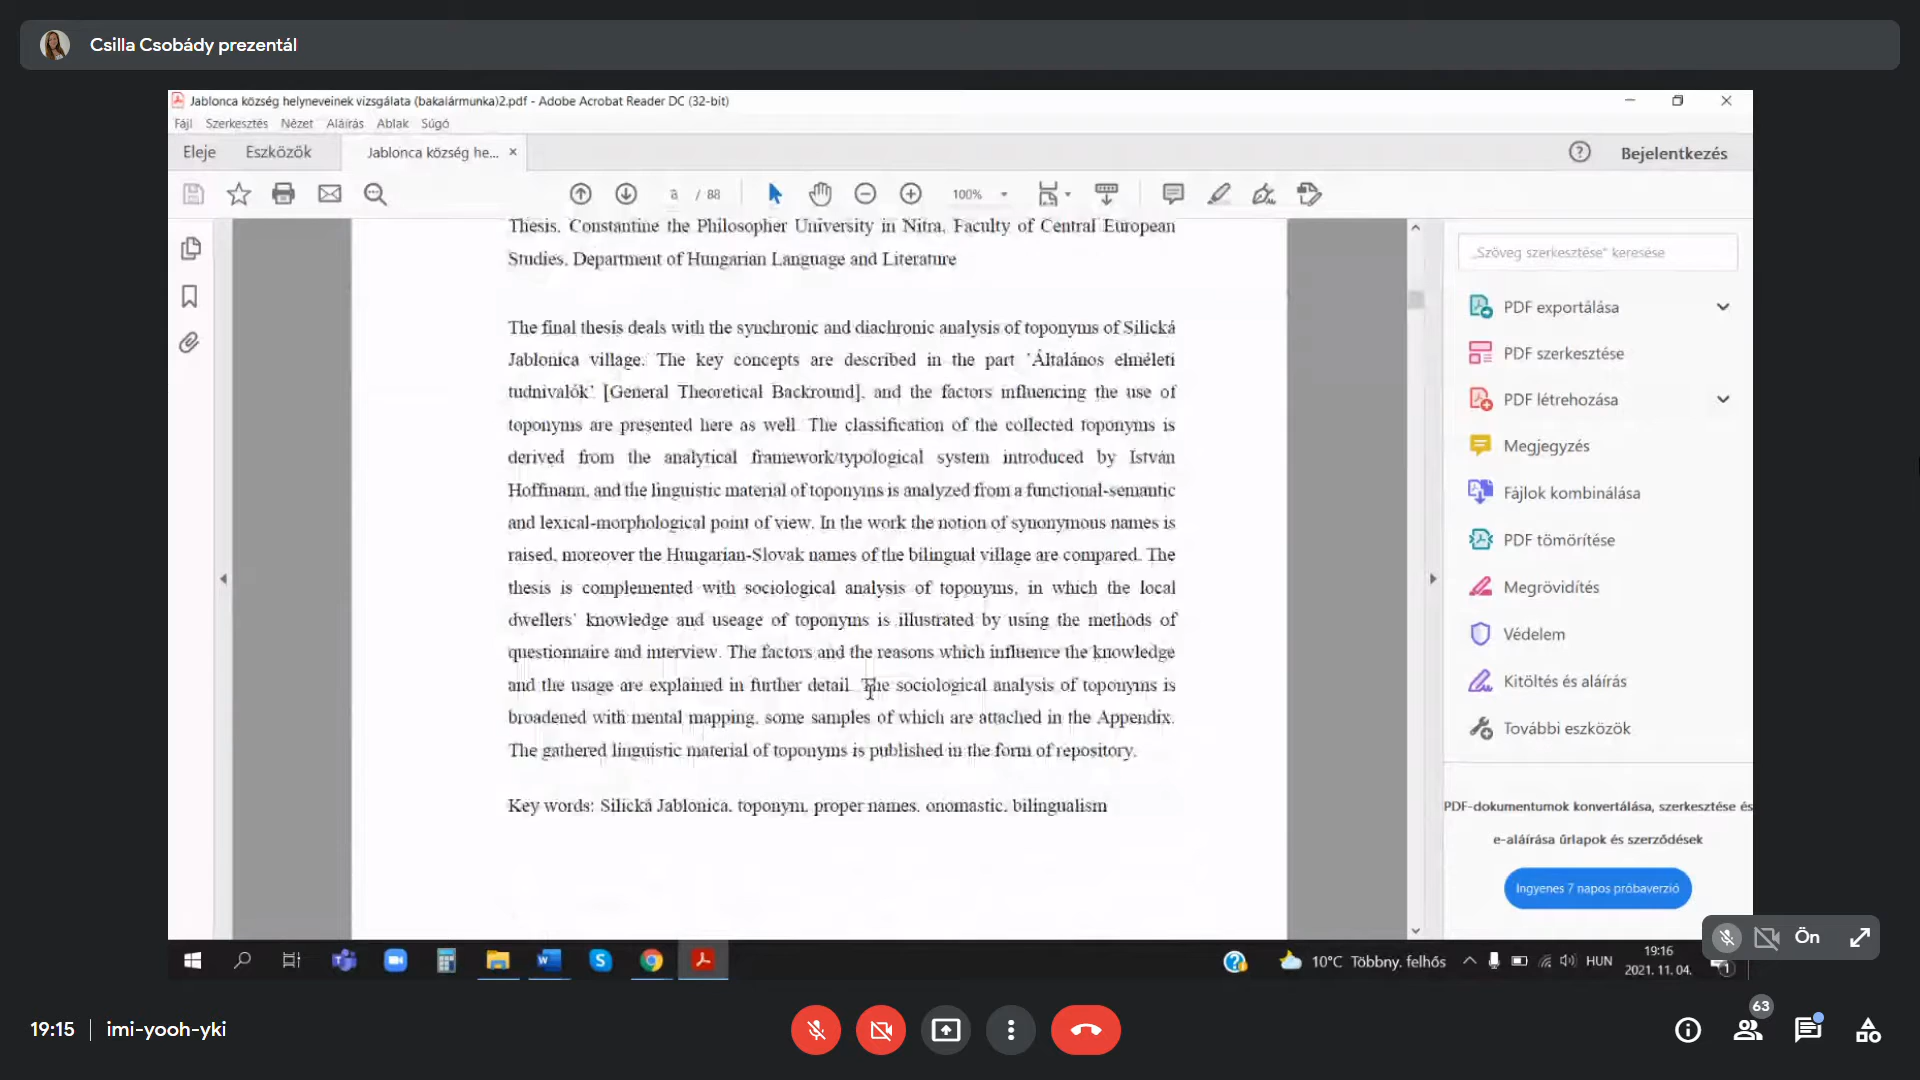 Csilla Csobády prezentál
Jablonca község helyneveinek vizsgálata (bakalármunka)2.pdf - Adobe Acrobat Reader DC (32-bit)
Fájl Szerkesztés Nézet Aláírás Ablak Súgó
Eleje Eszközök Jablonca község he... × Bejelentkezés
/ 88 100%
Thesis. Constantine the Philosopher University in Nitra, Faculty of Central European
Studies. Department of Hungarian Language and Literature
The final thesis deals with the synchronic and diachronic analysis of toponyms of Silická
Jablonica village. The key concepts are described in the part 'Általános elméleti
tudnivalók' [General Theoretical Backround], and the factors influencing the use of
toponyms are presented here as well. The classification of the collected toponyms is
derived from the analytical framework/typological system introduced by István
Hoffmann, and the linguistic material of toponyms is analyzed from a functional-semantic
and lexical-morphological point of view. In the work the notion of synonymous names is
raised, moreover the Hungarian-Slovak names of the bilingual village are compared. The
thesis is complemented with sociological analysis of toponyms, in which the local
dwellers' knowledge and useage of toponyms is illustrated by using the methods of
questionnaire and interview. The factors and the reasons which influence the knowledge
and the usage are explained in further detail. The sociological analysis of toponyms is
broadened with mental mapping, some samples of which are attached in the Appendix.
The gathered linguistic material of toponyms is published in the form of repository.
Key words: Silická Jablonica, toponym, proper names, onomastic, bilingualism
„Szöveg szerkesztése" keresése
PDF exportálása
PDF szerkesztése
PDF létrehozása
Megjegyzés
Fájlok kombinálása
PDF tömörítése
Megrövidítés
Védelem
Kitöltés és aláírás
További eszközök
PDF-dokumentumok konvertálása, szerkesztése és
e-aláírása űrlapok és szerződések
Ingyenes 7 napos próbaverzió
Ön
10°C Többny. felhős HUN 19:16
2021. 11. 04. 1
19:15 | imi-yooh-yki
63